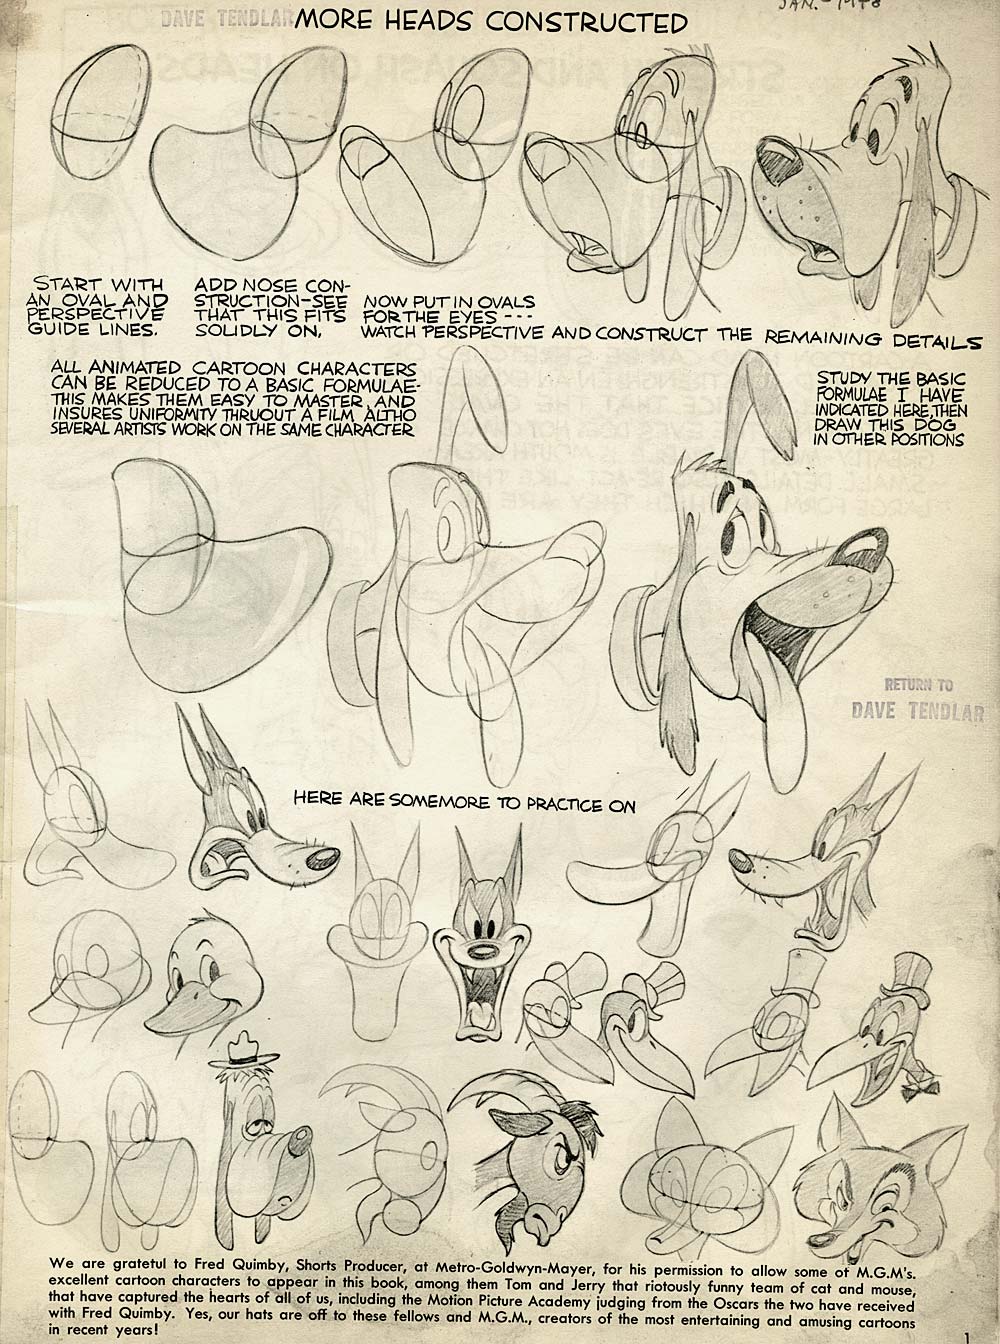 DAVE TENDLAR
MORE HEADS CONSTRUCTED
JAN. - 1948
START WITH
AN OVAL AND
PERSPECTIVE
GUIDE LINES.
ADD NOSE CON-
STRUCTION-SEE
THAT THIS FITS
SOLIDLY ON,
NOW PUT IN OVALS
FOR THE EYES ---
WATCH PERSPECTIVE AND CONSTRUCT THE REMAINING DETAILS
ALL ANIMATED CARTOON CHARACTERS
CAN BE REDUCED TO A BASIC FORMULAE-
THIS MAKES THEM EASY TO MASTER, AND
INSURES UNIFORMITY THRUOUT A FILM, ALTHO
SEVERAL ARTISTS WORK ON THE SAME CHARACTER
STUDY THE BASIC
FORMULAE I HAVE
INDICATED HERE, THEN
DRAW THIS DOG
IN OTHER POSITIONS
RETURN TO
DAVE TENDLAR
HERE ARE SOMEMORE TO PRACTICE ON
We are grateful to Fred Quimby, Shorts Producer, at Metro-Goldwyn-Mayer, for his permission to allow some of M.G.M's.
excellent cartoon characters to appear in this book, among them Tom and Jerry that riotously funny team of cat and mouse,
that have captured the hearts of all of us, including the Motion Picture Academy judging from the Oscars the two have received
with Fred Quimby. Yes, our hats are off to these fellows and M.G.M., creators of the most entertaining and amusing cartoons
in recent years!
1